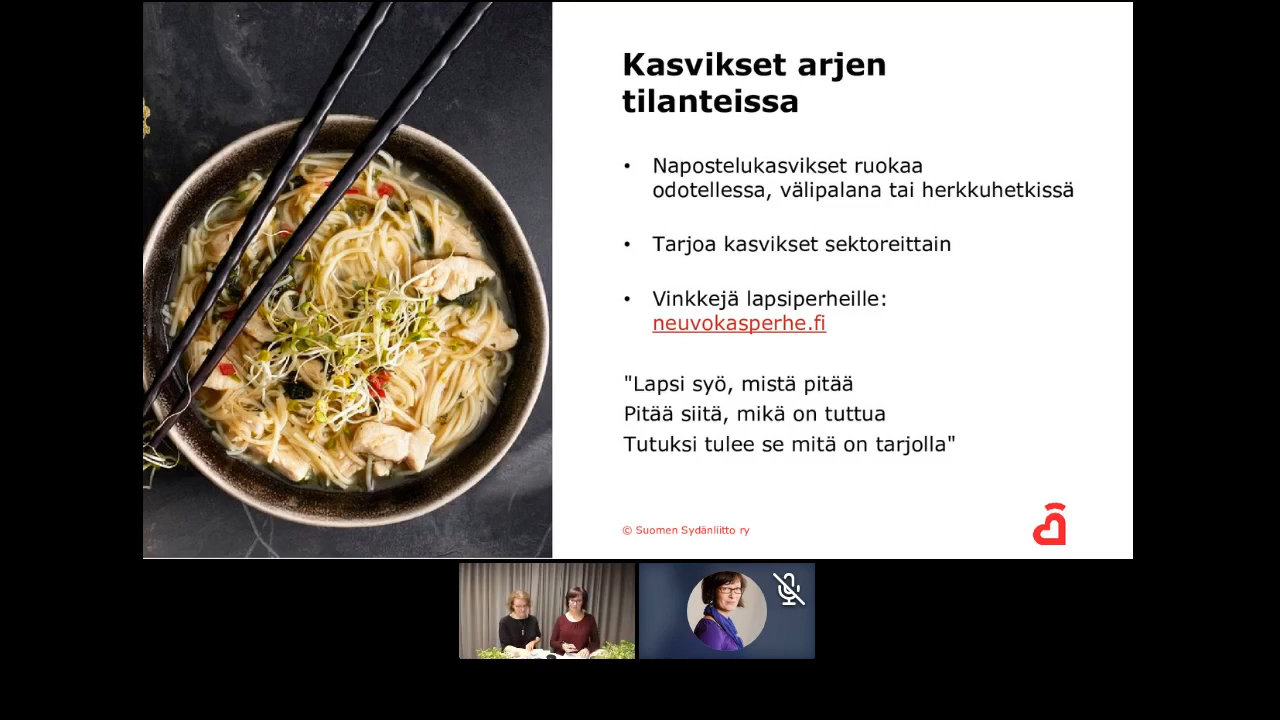 Kasvikset arjen
tilanteissa
• Napostelukasvikset ruokaa
odotellessa, välipalana tai herkkuhetkissä
• Tarjoa kasvikset sektoreittain
• Vinkkejä lapsiperheille:
neuvokasperhe.fi
"Lapsi syö, mistä pitää
Pitää siitä, mikä on tuttua
Tutuksi tulee se mitä on tarjolla"
© Suomen Sydänliitto ry